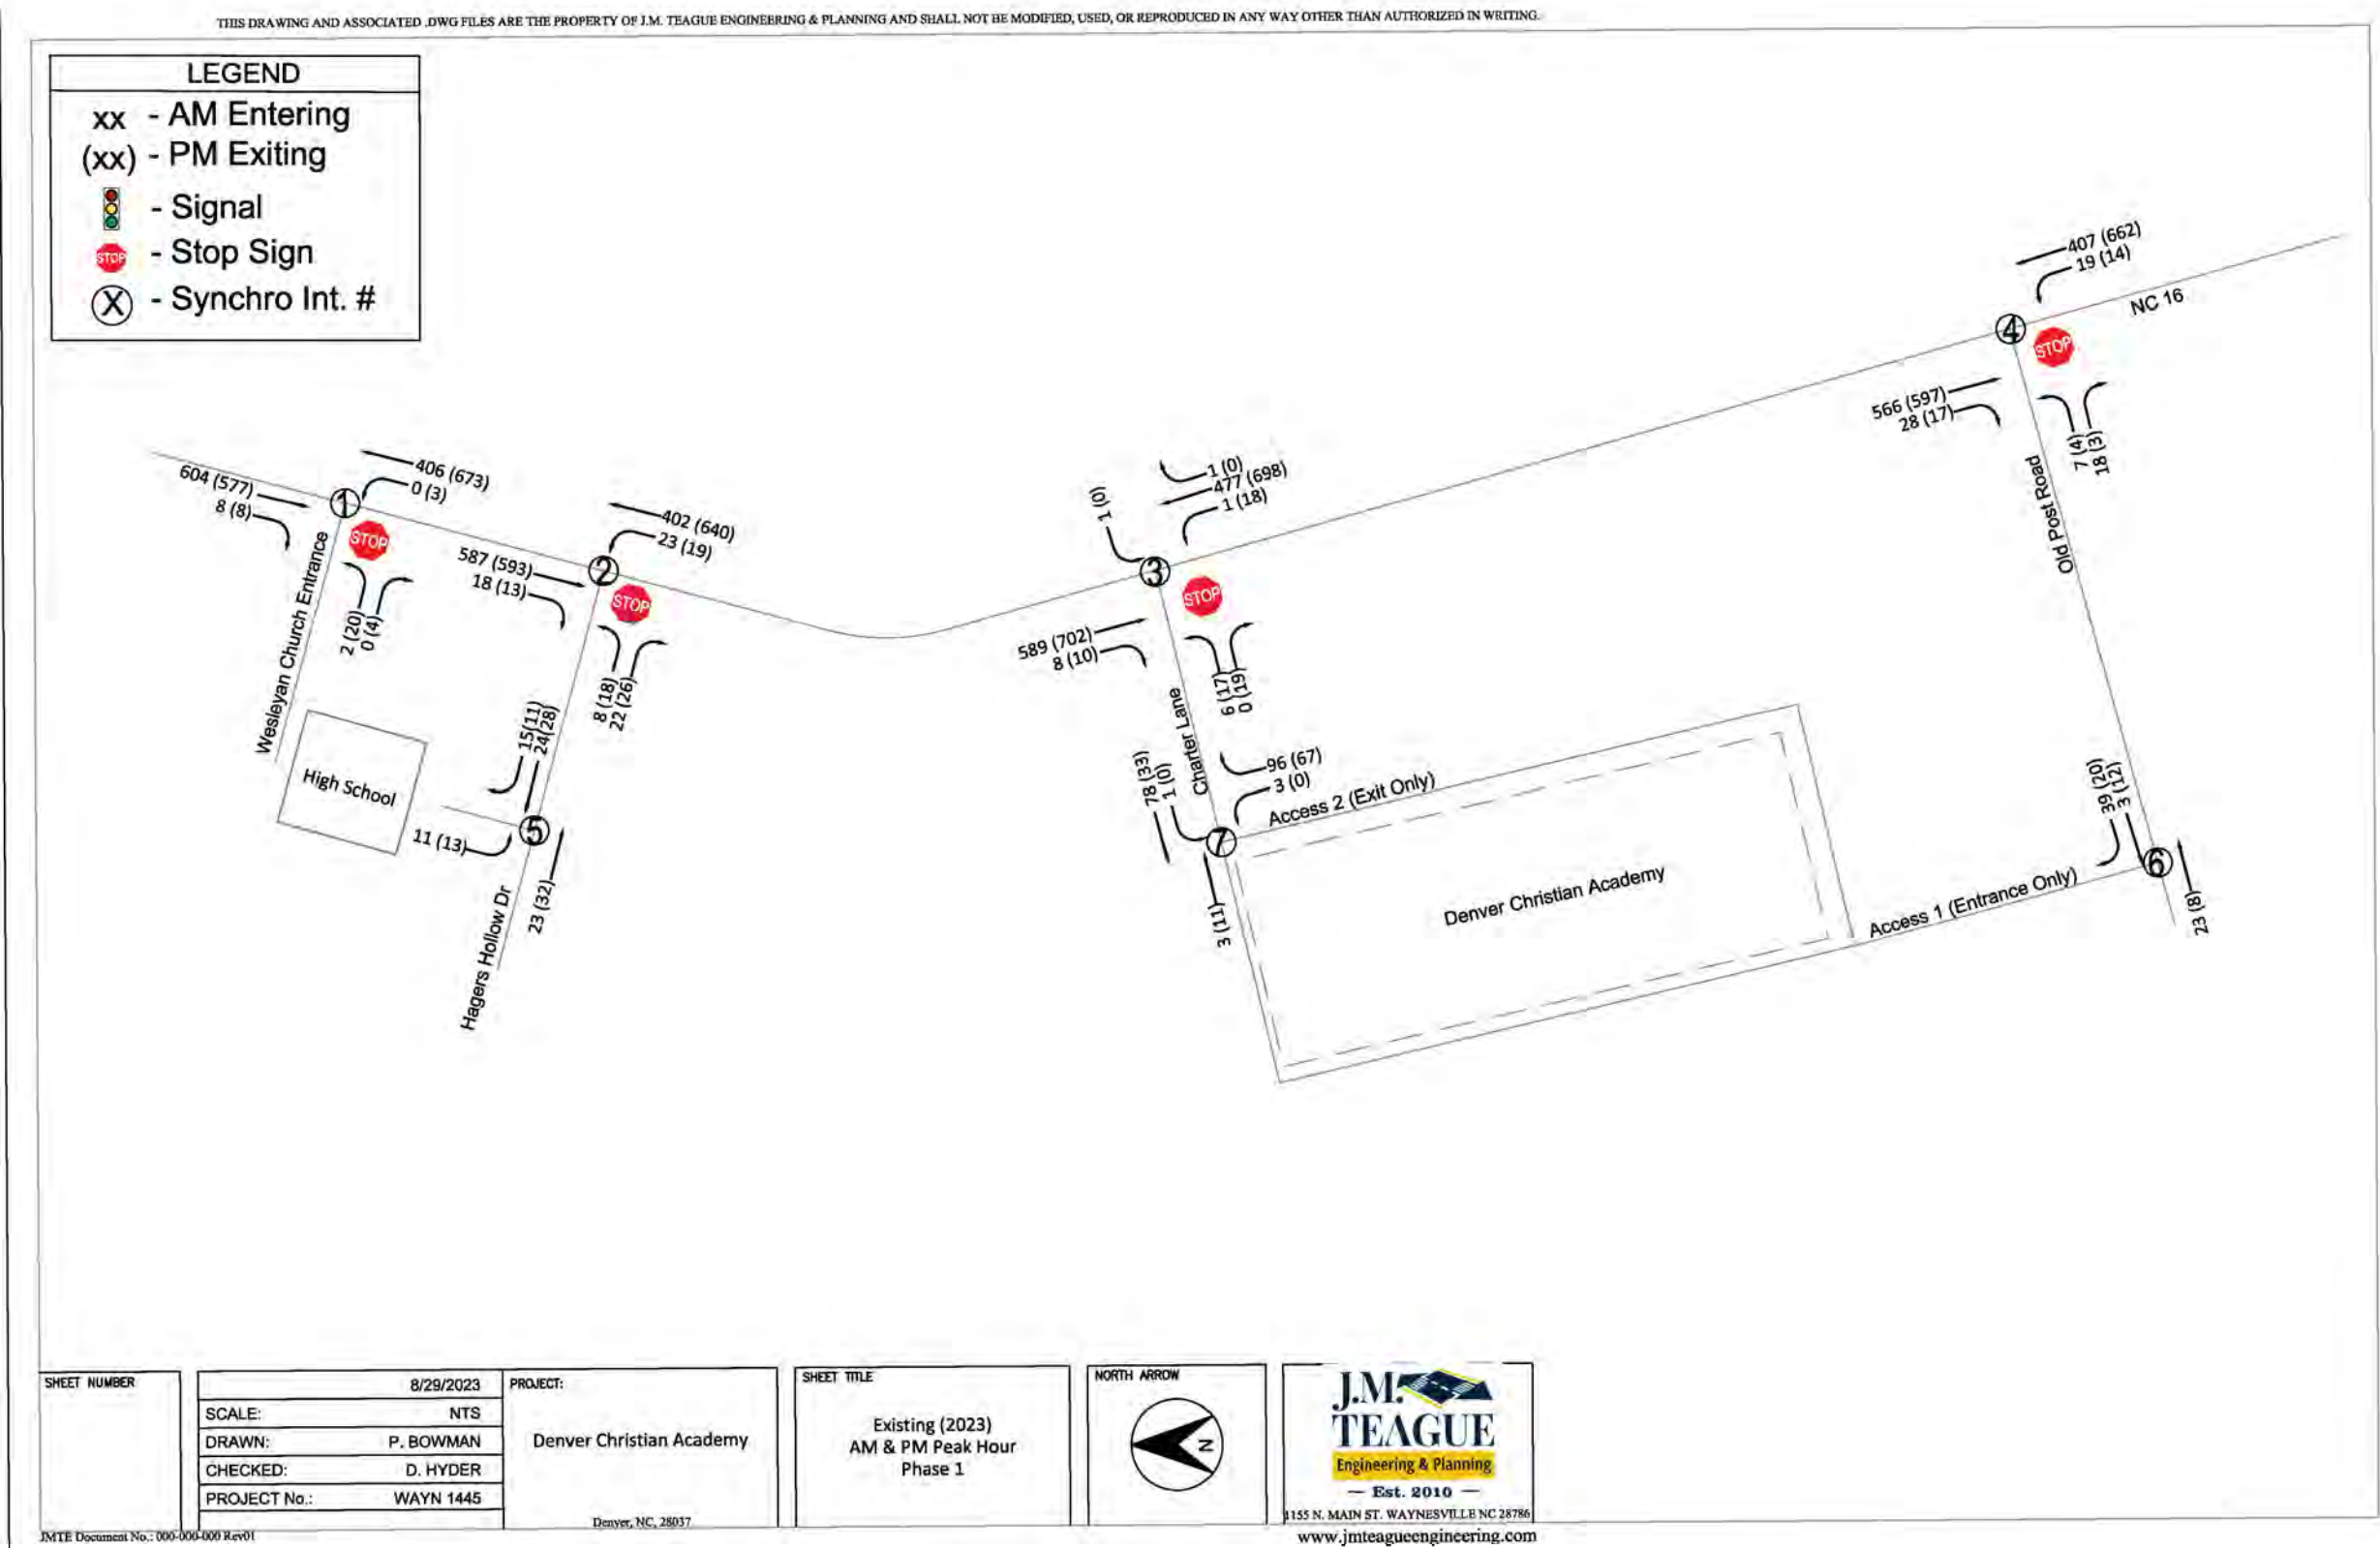 THIS DRAWING AND ASSOCIATED .DWG FILES ARE THE PROPERTY OF J.M. TEAGUE ENGINEERING & PLANNING AND SHALL NOT BE MODIFIED, USED, OR REPRODUCED IN ANY WAY OTHER THAN AUTHORIZED IN WRITING.
LEGEND
xx - AM Entering
(xx) - PM Exiting
- Signal
STOP - Stop Sign
X - Synchro Int. #
407 (662)
19 (14)
NC 16
4
STOP
566 (597)
28 (17)
7 (4)
18 (3)
Old Post Road
604 (577)
8 (8)
406 (673)
0 (3)
1
STOP
Wesleyan Church Entrance
2 (20)
0 (4)
402 (640)
23 (19)
587 (593)
18 (13)
2
STOP
8 (18)
22 (26)
1 (0)
1 (0)
477 (698)
1 (18)
3
STOP
589 (702)
8 (10)
6 (17)
0 (19)
Charter Lane
High School
15 (11)
24 (28)
11 (13)
5
23 (32)
Hagers Hollow Dr
78 (33)
1 (0)
96 (67)
3 (0)
Access 2 (Exit Only)
7
3 (11)
Denver Christian Academy
39 (20)
3 (12)
6
Access 1 (Entrance Only)
23 (8)
SHEET NUMBER
8/29/2023
SCALE: NTS
DRAWN: P. BOWMAN
CHECKED: D. HYDER
PROJECT No.: WAYN 1445
PROJECT:
Denver Christian Academy
Denver, NC, 28037
SHEET TITLE
Existing (2023)
AM & PM Peak Hour
Phase 1
NORTH ARROW
N
J.M.
TEAGUE
Engineering & Planning
— Est. 2010 —
1155 N. MAIN ST. WAYNESVILLE NC 28786
www.jmteagueengineering.com
JMTE Document No.: 000-000-000 Rev01